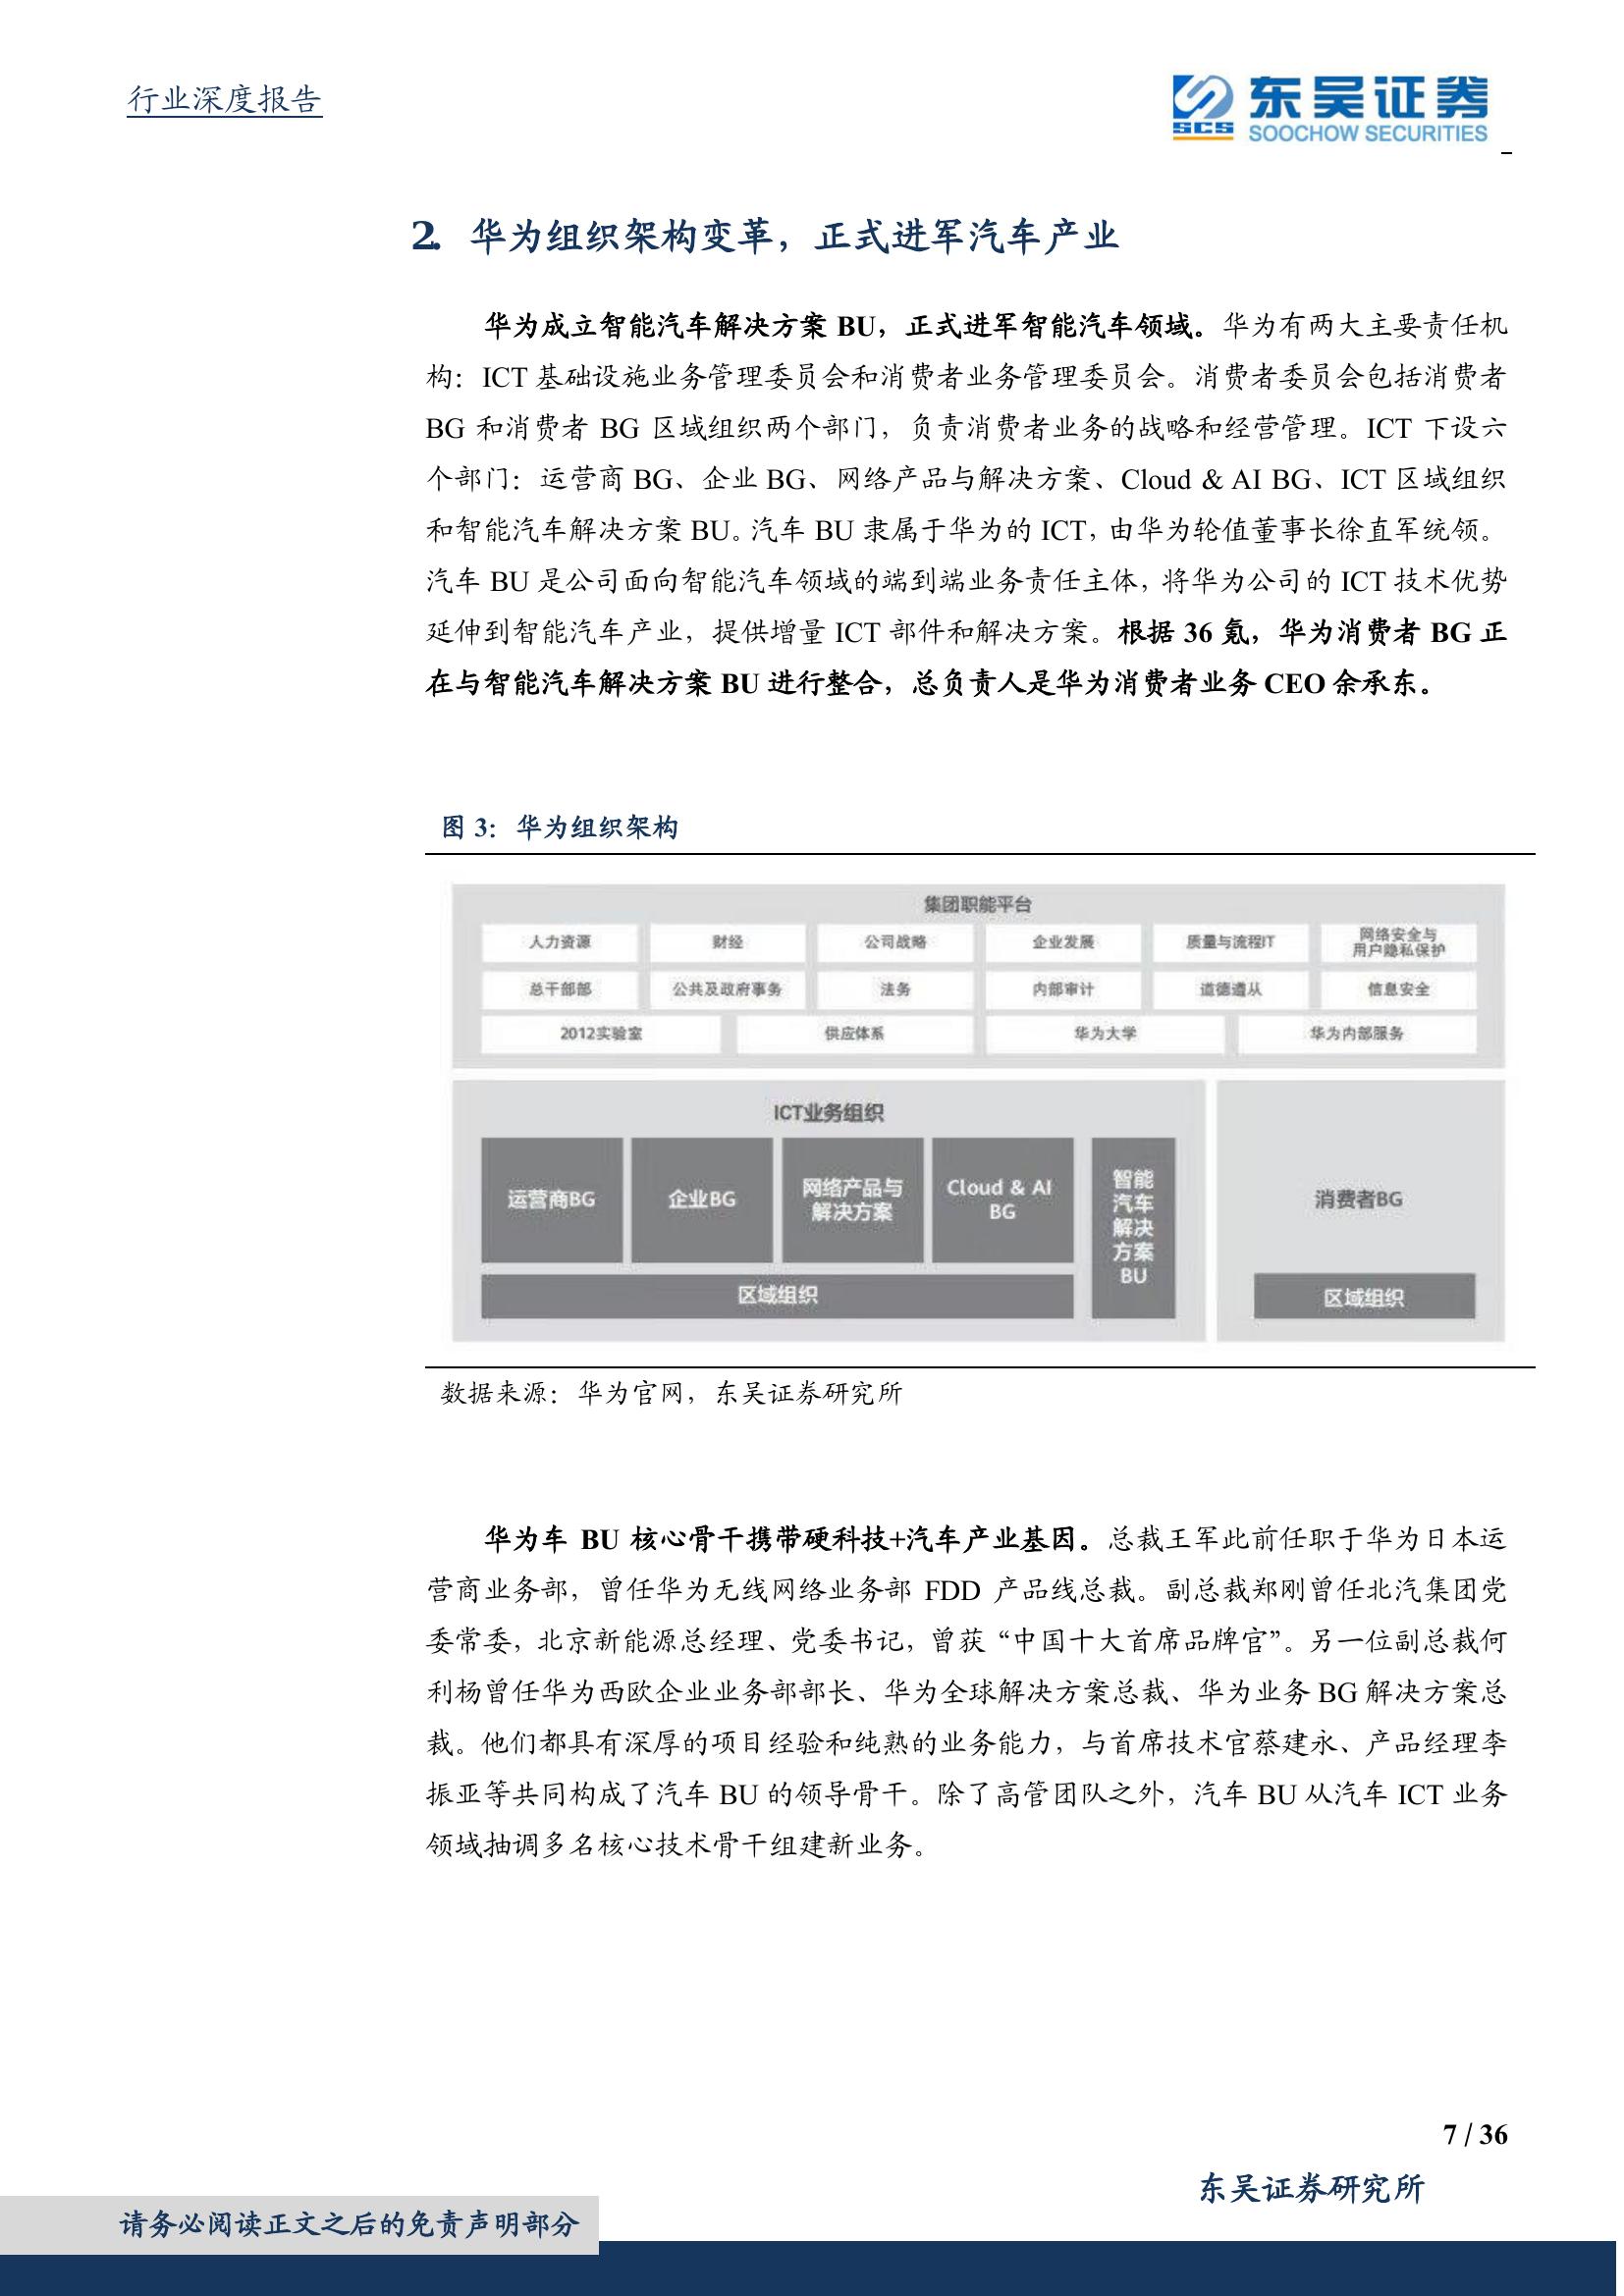 行业深度报告
东吴证券
SCS
SOOCHOW SECURITIES
2. 华为组织架构变革，正式进军汽车产业
华为成立智能汽车解决方案 BU，正式进军智能汽车领域。华为有两大主要责任机
构：ICT 基础设施业务管理委员会和消费者业务管理委员会。消费者委员会包括消费者
BG 和消费者 BG 区域组织两个部门，负责消费者业务的战略和经营管理。ICT 下设六
个部门：运营商 BG、企业 BG、网络产品与解决方案、Cloud & AI BG、ICT 区域组织
和智能汽车解决方案 BU。汽车 BU 隶属于华为的 ICT，由华为轮值董事长徐直军统领。
汽车 BU 是公司面向智能汽车领域的端到端业务责任主体，将华为公司的 ICT 技术优势
延伸到智能汽车产业，提供增量 ICT 部件和解决方案。根据 36 氪，华为消费者 BG 正
在与智能汽车解决方案 BU 进行整合，总负责人是华为消费者业务 CEO 余承东。
图 3：华为组织架构
集团职能平台
人力资源 财经 公司战略 企业发展 质量与流程IT 网络安全与
用户隐私保护
总干部部 公共及政府事务 法务 内部审计 道德遵从 信息安全
2012实验室 供应体系 华为大学 华为内部服务
ICT业务组织
运营商BG
企业BG
网络产品与
解决方案
Cloud & AI
BG
智能
汽车
解决
方案
BU
区域组织
消费者BG
区域组织
数据来源：华为官网，东吴证券研究所
华为车 BU 核心骨干携带硬科技+汽车产业基因。总裁王军此前任职于华为日本运
营商业务部，曾任华为无线网络业务部 FDD 产品线总裁。副总裁郑刚曾任北汽集团党
委常委，北京新能源总经理、党委书记，曾获“中国十大首席品牌官”。另一位副总裁何
利杨曾任华为西欧企业业务部部长、华为全球解决方案总裁、华为业务 BG 解决方案总
裁。他们都具有深厚的项目经验和纯熟的业务能力，与首席技术官蔡建永、产品经理李
振亚等共同构成了汽车 BU 的领导骨干。除了高管团队之外，汽车 BU 从汽车 ICT 业务
领域抽调多名核心技术骨干组建新业务。
7 / 36
东吴证券研究所
请务必阅读正文之后的免责声明部分